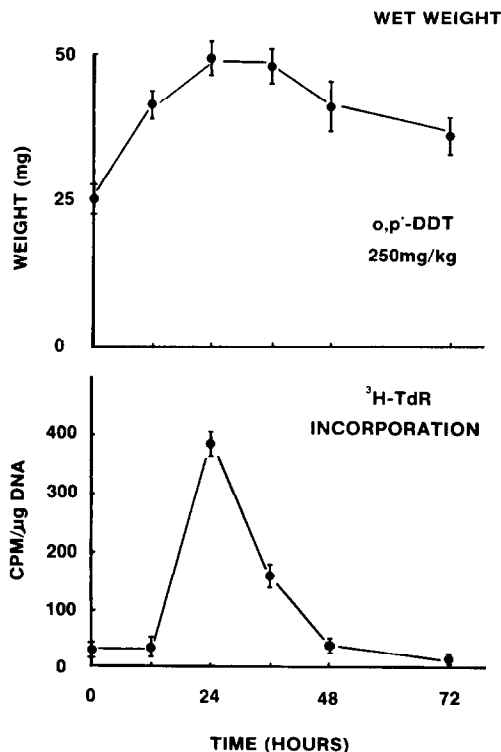 WET WEIGHT
50
25
0
WEIGHT (mg)
o,p'-DDT
250mg/kg
³H-TdR
INCORPORATION
400
300
200
100
0
CPM/µg DNA
0 24 48 72
TIME (HOURS)